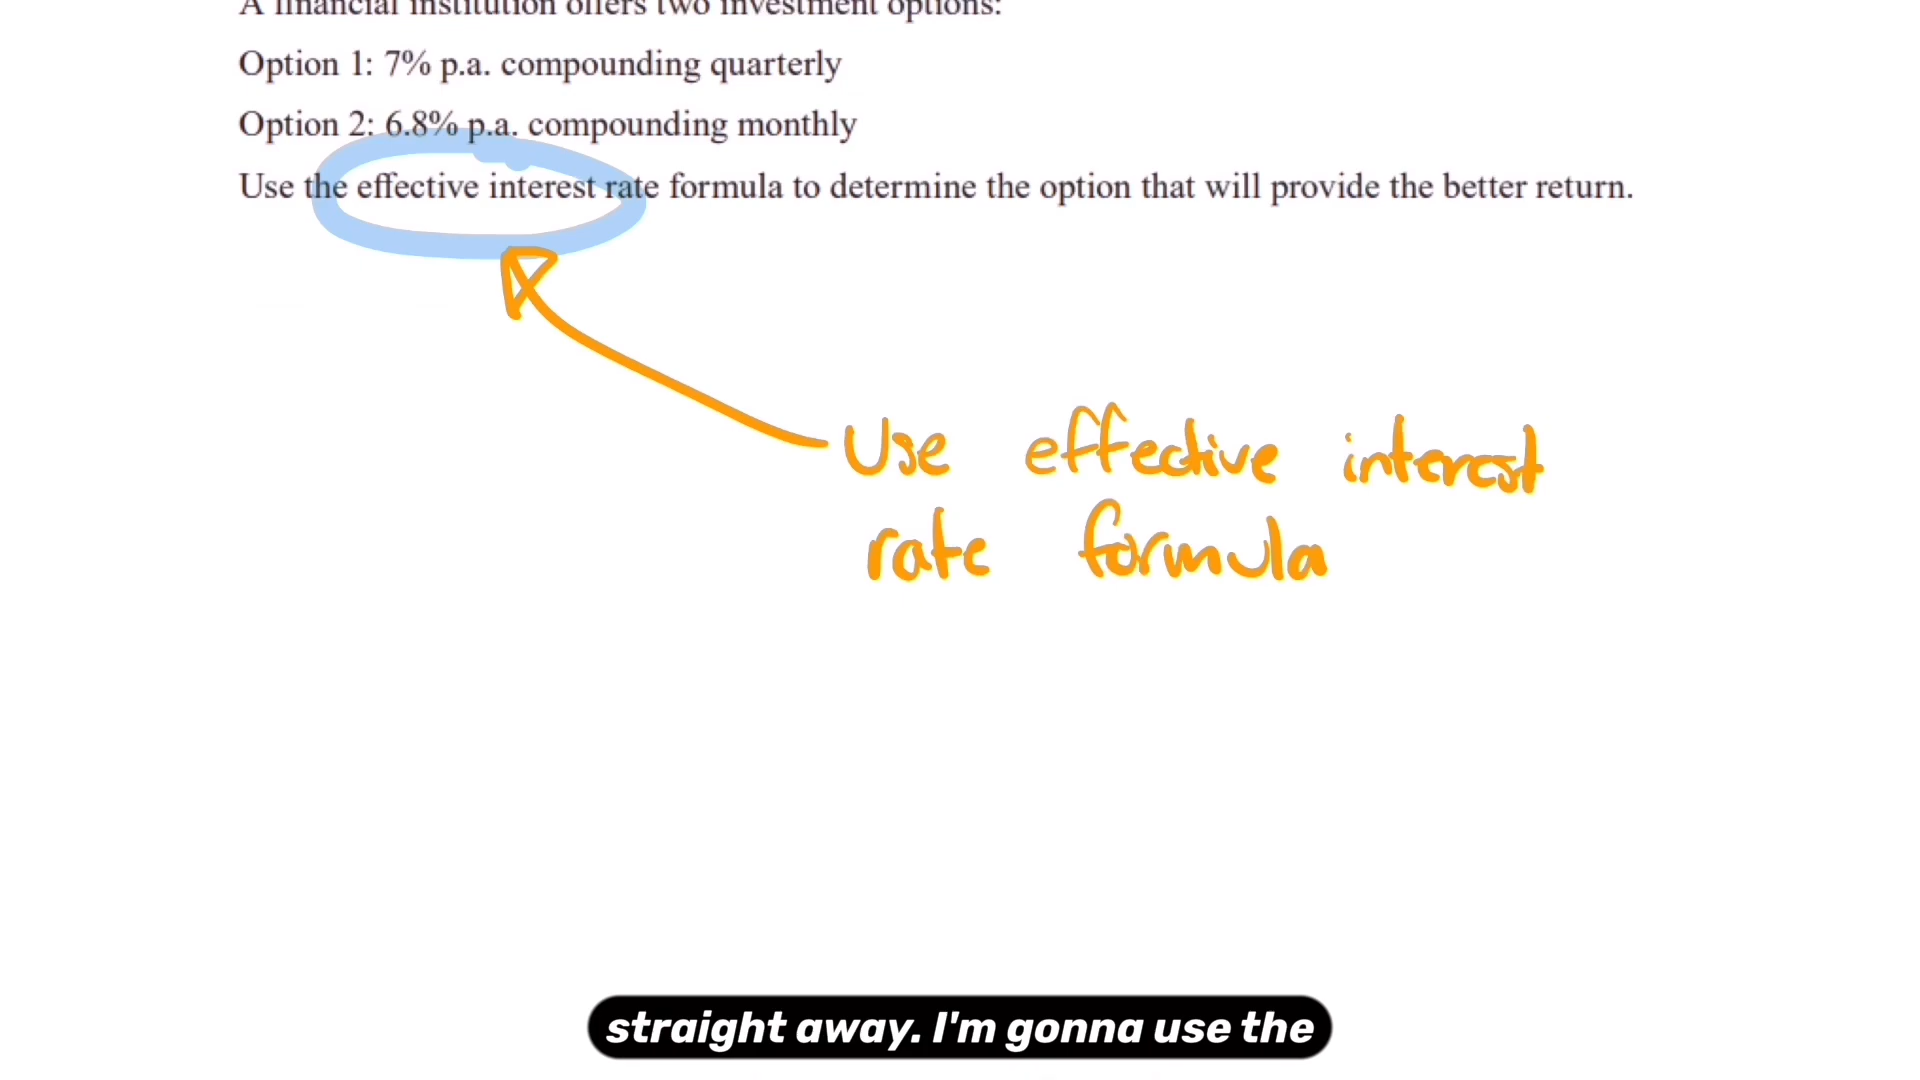 A financial institution offers two investment options:
Option 1: 7% p.a. compounding quarterly
Option 2: 6.8% p.a. compounding monthly
Use the effective interest rate formula to determine the option that will provide the better return.
Use effective interest
rate formula
straight away. I'm gonna use the